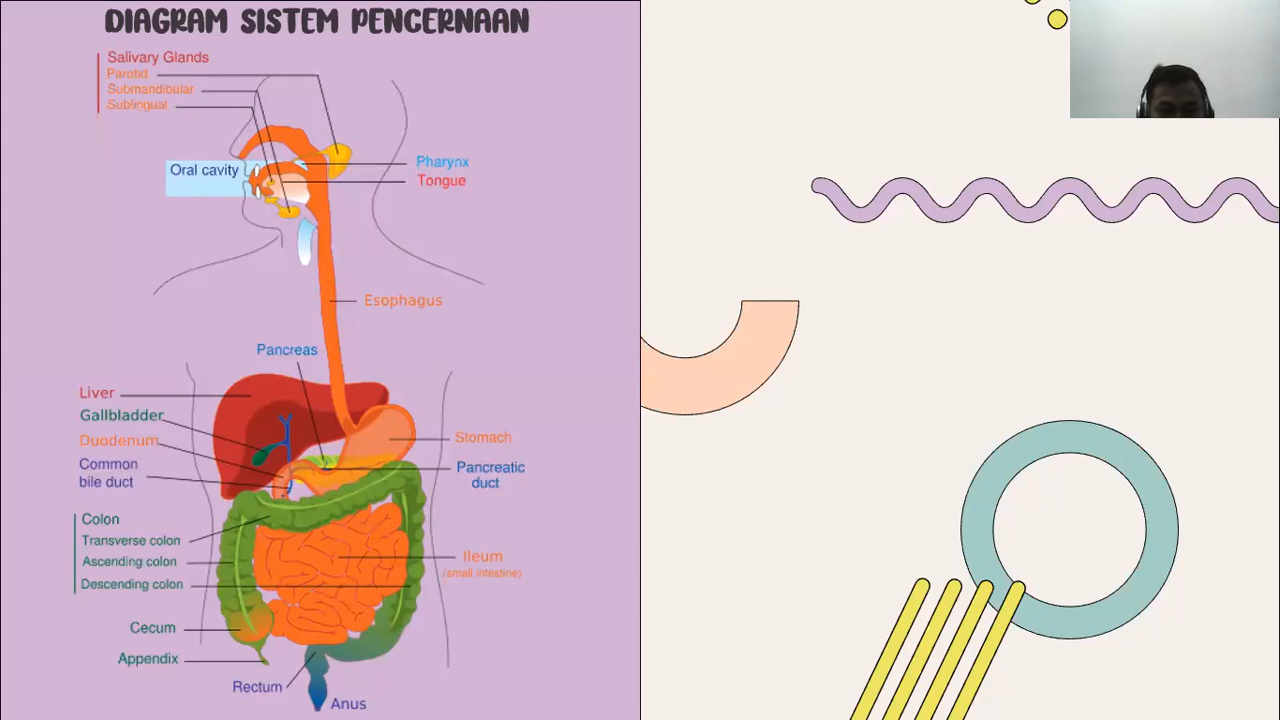 DIAGRAM SISTEM PENCERNAAN
Salivary Glands
Parotid
Submandibular
Sublingual
Oral cavity
Pharynx
Tongue
Esophagus
Pancreas
Liver
Gallbladder
Duodenum
Common
bile duct
Stomach
Pancreatic
duct
Colon
Transverse colon
Ascending colon
Descending colon
Ileum
(small intestine)
Cecum
Appendix
Rectum
Anus